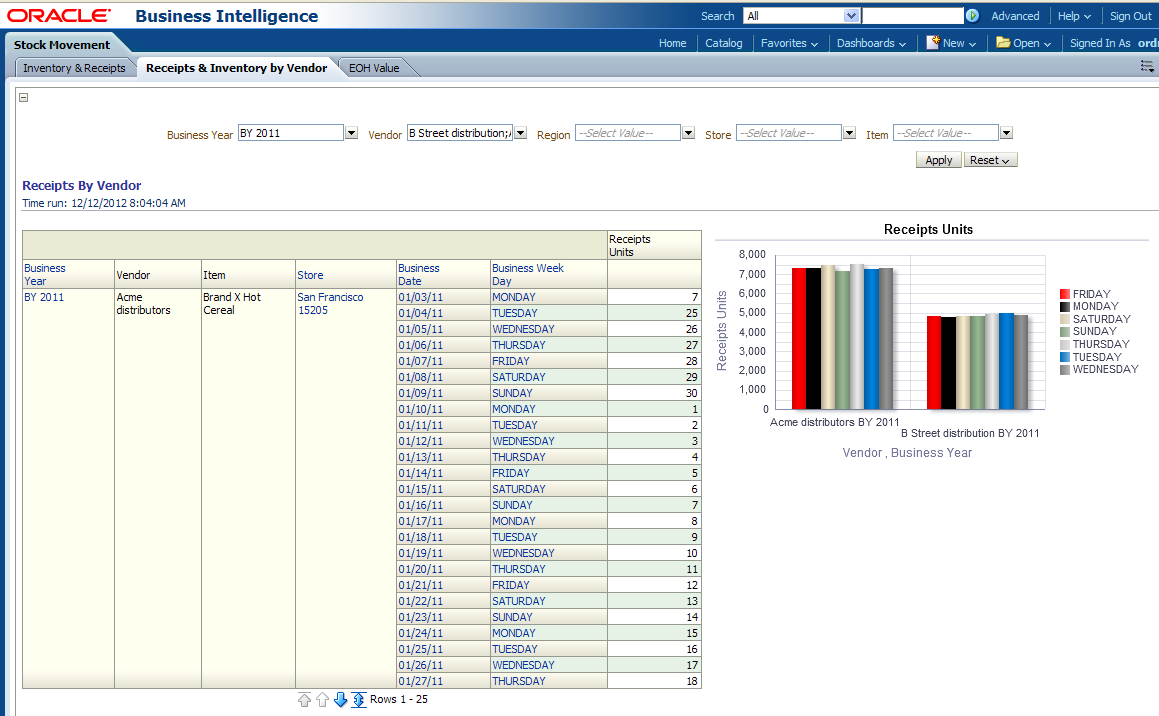 ORACLE® Business Intelligence
Search All Advanced Help Sign Out
Stock Movement
Home Catalog Favorites Dashboards New Open Signed In As
Inventory & Receipts Receipts & Inventory by Vendor EOH Value
Business Year BY 2011 Vendor B Street distribution; Region --Select Value-- Store --Select Value-- Item --Select Value--
Apply Reset
Receipts By Vendor
Time run: 12/12/2012 8:04:04 AM
Receipts Units
Business Year Vendor Item Store Business Date Business Week Day
BY 2011 Acme distributors Brand X Hot Cereal San Francisco 15205
01/03/11 MONDAY 7
01/04/11 TUESDAY 25
01/05/11 WEDNESDAY 26
01/06/11 THURSDAY 27
01/07/11 FRIDAY 28
01/08/11 SATURDAY 29
01/09/11 SUNDAY 30
01/10/11 MONDAY 1
01/11/11 TUESDAY 2
01/12/11 WEDNESDAY 3
01/13/11 THURSDAY 4
01/14/11 FRIDAY 5
01/15/11 SATURDAY 6
01/16/11 SUNDAY 7
01/17/11 MONDAY 8
01/18/11 TUESDAY 9
01/19/11 WEDNESDAY 10
01/20/11 THURSDAY 11
01/21/11 FRIDAY 12
01/22/11 SATURDAY 13
01/23/11 SUNDAY 14
01/24/11 MONDAY 15
01/25/11 TUESDAY 16
01/26/11 WEDNESDAY 17
01/27/11 THURSDAY 18
Rows 1 - 25
Receipts Units
Receipts Units
8,000
7,000
6,000
5,000
4,000
3,000
2,000
1,000
0
Acme distributors BY 2011
B Street distribution BY 2011
Vendor , Business Year
FRIDAY
MONDAY
SATURDAY
SUNDAY
THURSDAY
TUESDAY
WEDNESDAY